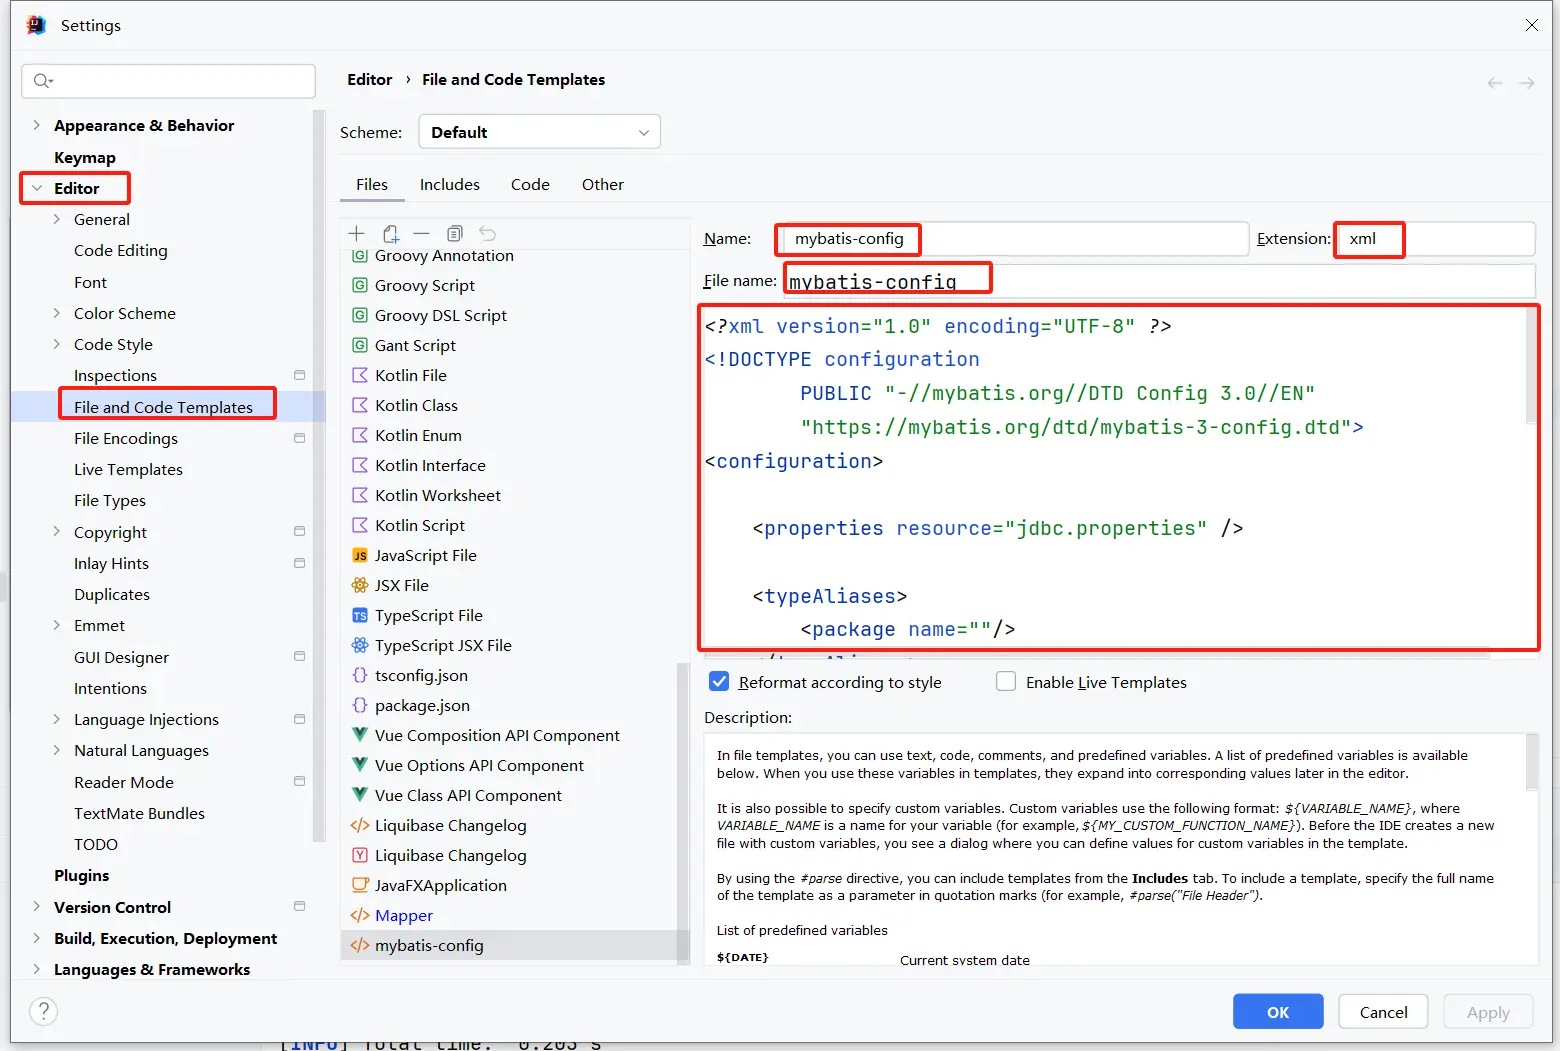 Settings
Appearance & Behavior
Keymap
Editor
General
Code Editing
Font
Color Scheme
Code Style
Inspections
File and Code Templates
File Encodings
Live Templates
File Types
Copyright
Inlay Hints
Duplicates
Emmet
GUI Designer
Intentions
Language Injections
Natural Languages
Reader Mode
TextMate Bundles
TODO
Plugins
Version Control
Build, Execution, Deployment
Languages & Frameworks
Editor › File and Code Templates
Scheme: Default
Files Includes Code Other
Groovy Annotation
Groovy Script
Groovy DSL Script
Gant Script
Kotlin File
Kotlin Class
Kotlin Enum
Kotlin Interface
Kotlin Worksheet
Kotlin Script
JavaScript File
JSX File
TypeScript File
TypeScript JSX File
tsconfig.json
package.json
Vue Composition API Component
Vue Options API Component
Vue Class API Component
Liquibase Changelog
Liquibase Changelog
JavaFXApplication
Mapper
mybatis-config
Name: mybatis-config Extension: xml
File name: mybatis-config
<?xml version="1.0" encoding="UTF-8" ?>
<!DOCTYPE configuration
PUBLIC "-//mybatis.org//DTD Config 3.0//EN"
"https://mybatis.org/dtd/mybatis-3-config.dtd">
<configuration>
<properties resource="jdbc.properties" />
<typeAliases>
<package name=""/>
Reformat according to style Enable Live Templates
Description:
In file templates, you can use text, code, comments, and predefined variables. A list of predefined variables is available
below. When you use these variables in templates, they expand into corresponding values later in the editor.
It is also possible to specify custom variables. Custom variables use the following format: ${VARIABLE_NAME}, where
VARIABLE_NAME is a name for your variable (for example, ${MY_CUSTOM_FUNCTION_NAME}). Before the IDE creates a new
file with custom variables, you see a dialog where you can define values for custom variables in the template.
By using the #parse directive, you can include templates from the Includes tab. To include a template, specify the full name
of the template as a parameter in quotation marks (for example, #parse("File Header").
List of predefined variables
${DATE} Current system date
? OK Cancel Apply
[INFO] Total time: 0.203 s